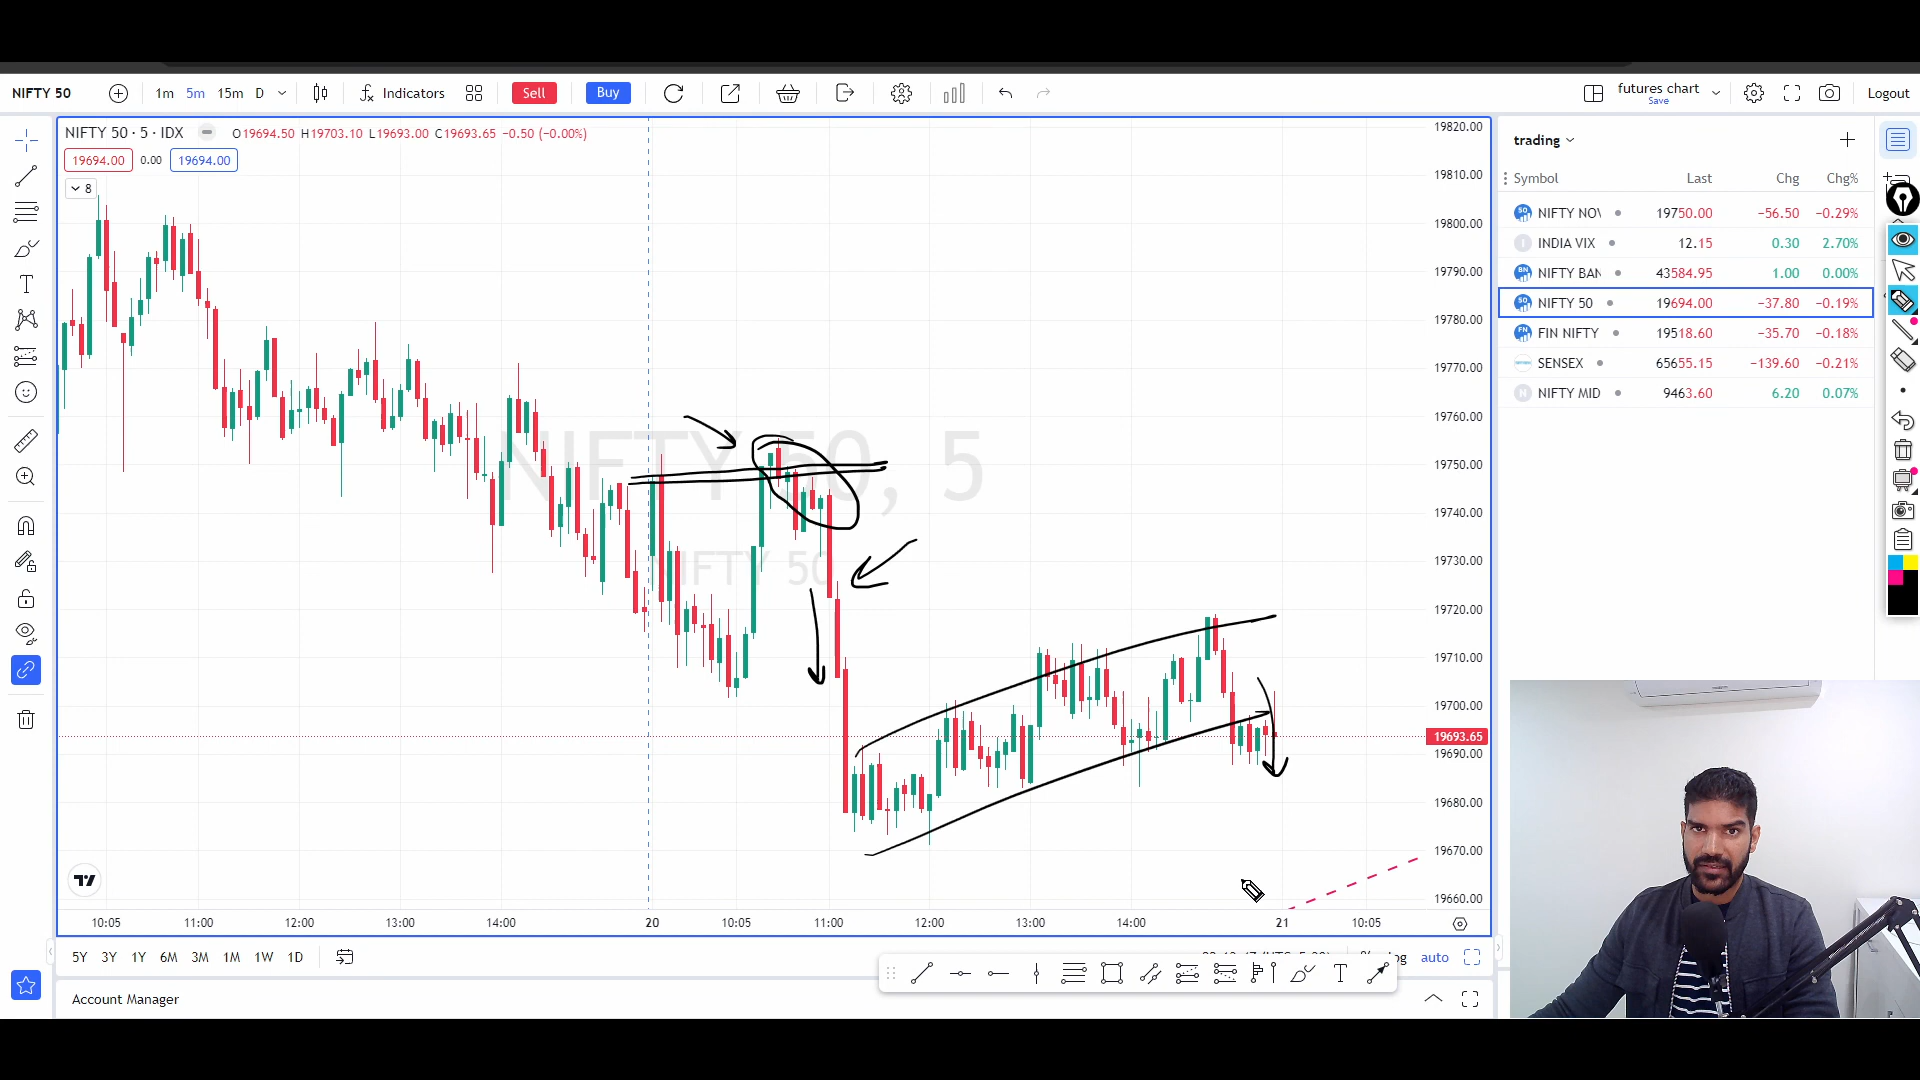 NIFTY 50 1m 5m 15m D Indicators Sell Buy futures chart Save Logout
NIFTY 50 · 5 · IDX O19694.50 H19703.10 L19693.00 C19693.65 −0.50 (−0.00%)
19694.00 0.00 19694.00
8
NIFTY 50, 5
NIFTY 50
19820.00
19810.00
19800.00
19790.00
19780.00
19770.00
19760.00
19750.00
19740.00
19730.00
19720.00
19710.00
19700.00
19693.65
19690.00
19680.00
19670.00
19660.00
10:05 11:00 12:00 13:00 14:00 20 10:05 11:00 12:00 13:00 14:00 21 10:05
5Y 3Y 1Y 6M 3M 1M 1W 1D auto
Account Manager
trading
Symbol Last Chg Chg%
NIFTY NOV 19750.00 −56.50 −0.29%
INDIA VIX 12.15 0.30 2.70%
NIFTY BAN 43584.95 1.00 0.00%
NIFTY 50 19694.00 −37.80 −0.19%
FIN NIFTY 19518.60 −35.70 −0.18%
SENSEX 65655.15 −139.60 −0.21%
NIFTY MID 9463.60 6.20 0.07%